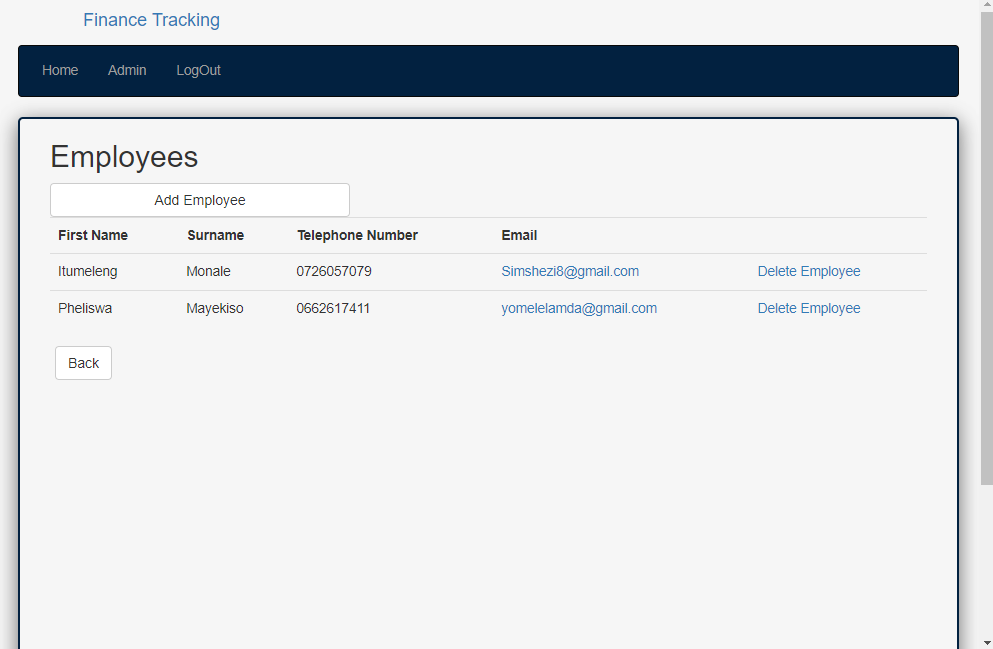 Finance Tracking
Home Admin LogOut
Employees
Add Employee
First Name Surname Telephone Number Email
Itumeleng Monale 0726057079 Simshezi8@gmail.com Delete Employee
Pheliswa Mayekiso 0662617411 yomelelamda@gmail.com Delete Employee
Back